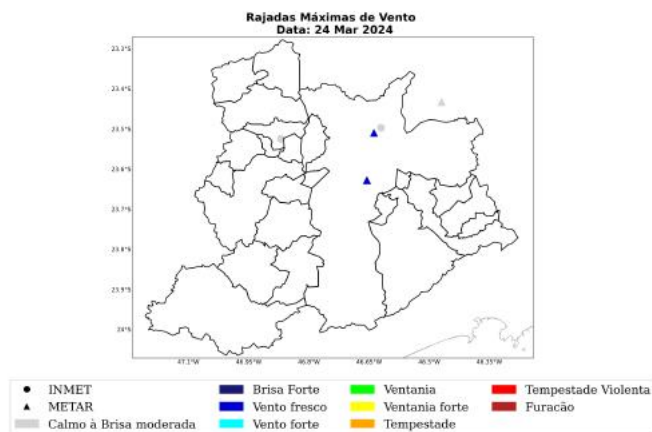 Rajadas Máximas de Vento
Data: 24 Mar 2024
23.3°S
23.4°S
23.5°S
23.6°S
23.7°S
23.8°S
23.9°S
24°S
47.1°W
46.95°W
46.8°W
46.65°W
46.5°W
46.35°W
INMET
METAR
Calmo à Brisa moderada
Brisa Forte
Vento fresco
Vento forte
Ventania
Ventania forte
Tempestade
Tempestade Violenta
Furacão